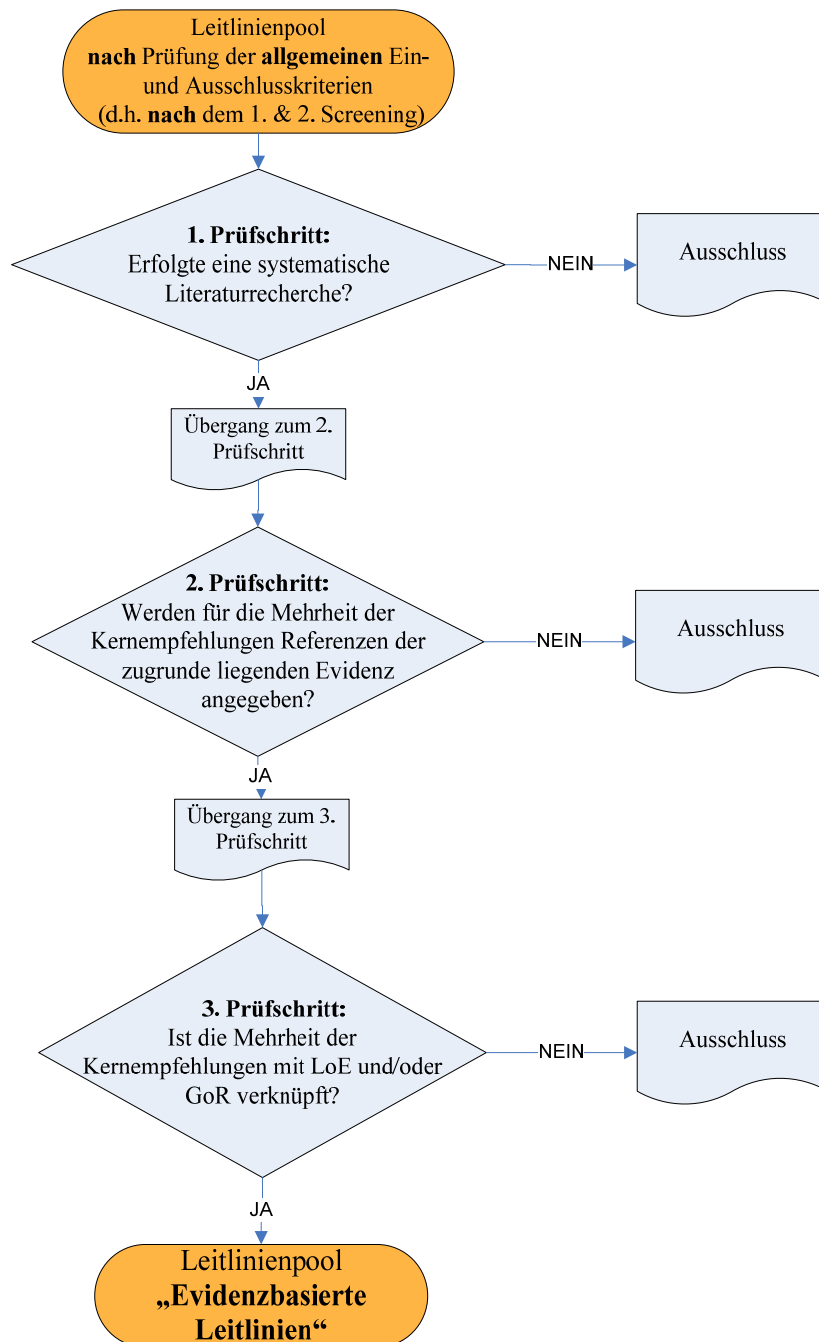 Leitlinienpool
nach Prüfung der allgemeinen Ein-
und Ausschlusskriterien
(d.h. nach dem 1. & 2. Screening)
1. Prüfschritt:
Erfolgte eine systematische
Literaturrecherche?
NEIN
Ausschluss
JA
Übergang zum 2.
Prüfschritt
2. Prüfschritt:
Werden für die Mehrheit der
Kernempfehlungen Referenzen der
zugrunde liegenden Evidenz
angegeben?
NEIN
Ausschluss
JA
Übergang zum 3.
Prüfschritt
3. Prüfschritt:
Ist die Mehrheit der
Kernempfehlungen mit LoE und/oder
GoR verknüpft?
NEIN
Ausschluss
JA
Leitlinienpool
„Evidenzbasierte
Leitlinien“